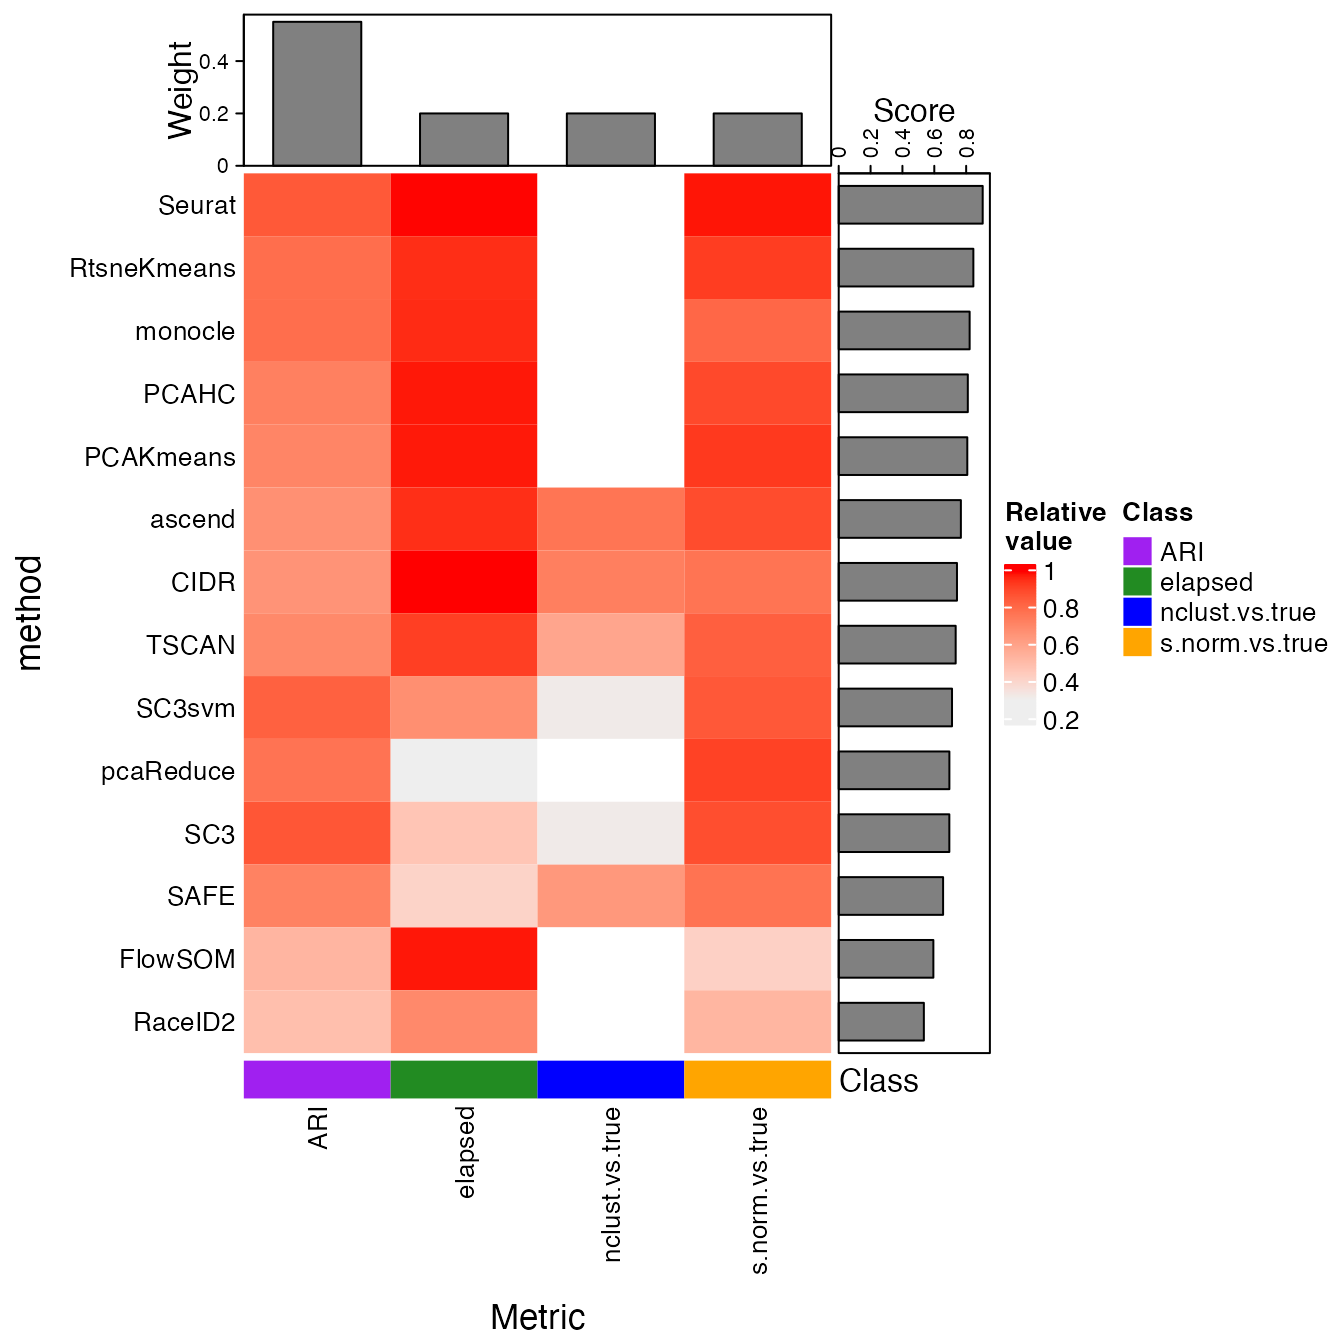 Weight
0.4
0.2
0
Score
0
0.2
0.4
0.6
0.8
method
Seurat
RtsneKmeans
monocle
PCAHC
PCAKmeans
ascend
CIDR
TSCAN
SC3svm
pcaReduce
SC3
SAFE
FlowSOM
RaceID2
Relative
value
1
0.8
0.6
0.4
0.2
Class
ARI
elapsed
nclust.vs.true
s.norm.vs.true
Class
ARI
elapsed
nclust.vs.true
s.norm.vs.true
Metric